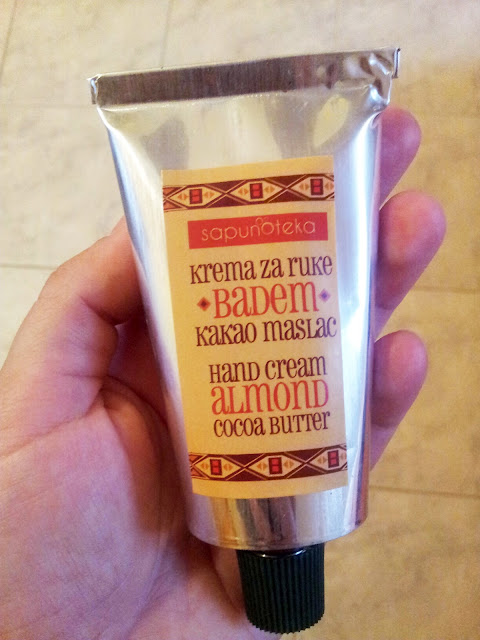 sapunoteka
Krema za ruke
Badem
Kakao maslac
Hand Cream
Almond
Cocoa Butter